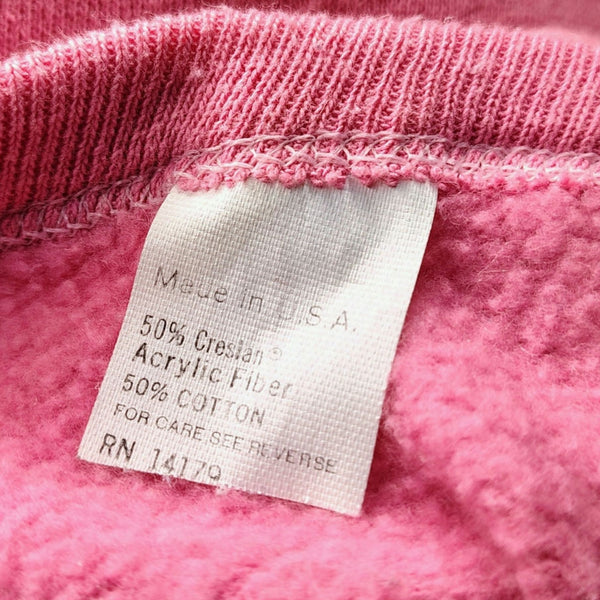 Made in U.S.A.
50% Creslan®
Acrylic Fiber
50% COTTON
FOR CARE SEE REVERSE
RN 14179